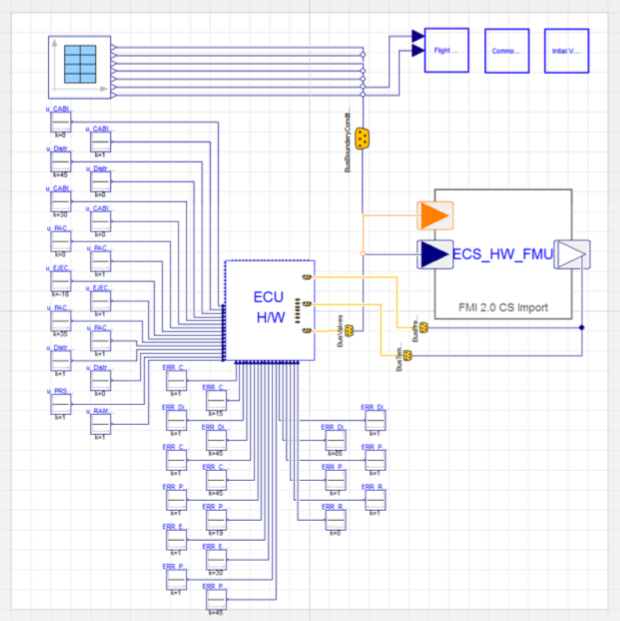 Flight ...
Commo...
Initial V...
u_CABI...
k=0
u_CABI...
k=1
u_Distr...
k=45
u_Distr...
k=0
u_CABI...
k=30
u_CABI...
k=0
u_PAC...
k=0
u_PAC...
k=1
u_EJEC...
k=-10
u_EJEC...
k=1
u_PAC...
k=35
u_PAC...
k=1
u_Distr...
k=1
u_Distr...
k=0
u_PRS...
k=1
u_RAM...
k=1
BusBoundaryCondit...
ECS_HW_FMU
FMI 2.0 CS Import
ECU
H/W
BusValves
BusPre...
BusTem...
ERR_C...
k=1
ERR_C...
k=15
ERR_Di...
k=1
ERR_Di...
k=45
ERR_C...
k=1
ERR_C...
k=45
ERR_P...
k=1
ERR_P...
k=19
ERR_E...
k=1
ERR_E...
k=30
ERR_P...
k=1
ERR_P...
k=45
ERR_Di...
k=1
ERR_Di...
k=85
ERR_P...
k=1
ERR_P...
k=1
ERR_R...
k=1
ERR_R...
k=0